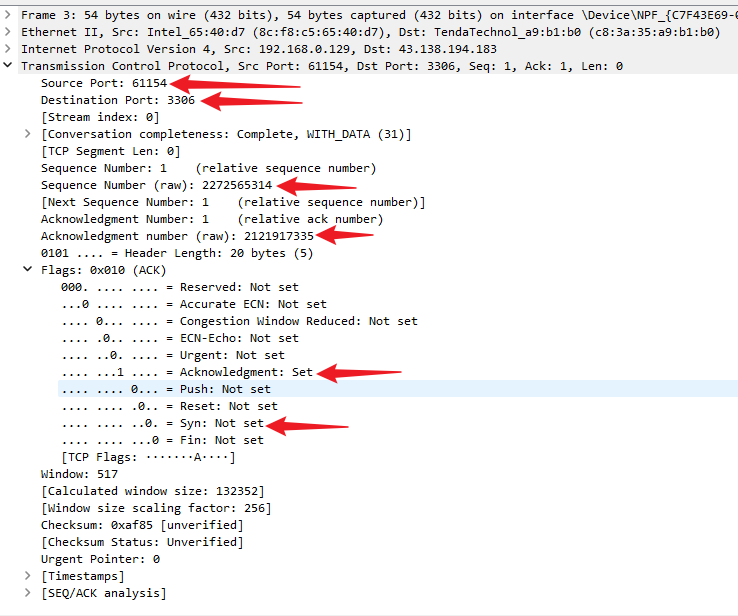 Frame 3: 54 bytes on wire (432 bits), 54 bytes captured (432 bits) on interface \Device\NPF_{C7F43E69-
Ethernet II, Src: Intel_65:40:d7 (8c:f8:c5:65:40:d7), Dst: TendaTechnol_a9:b1:b0 (c8:3a:35:a9:b1:b0)
Internet Protocol Version 4, Src: 192.168.0.129, Dst: 43.138.194.183
Transmission Control Protocol, Src Port: 61154, Dst Port: 3306, Seq: 1, Ack: 1, Len: 0
Source Port: 61154
Destination Port: 3306
[Stream index: 0]
[Conversation completeness: Complete, WITH_DATA (31)]
[TCP Segment Len: 0]
Sequence Number: 1    (relative sequence number)
Sequence Number (raw): 2272565314
[Next Sequence Number: 1    (relative sequence number)]
Acknowledgment Number: 1    (relative ack number)
Acknowledgment number (raw): 2121917335
0101 .... = Header Length: 20 bytes (5)
Flags: 0x010 (ACK)
000. .... .... = Reserved: Not set
...0 .... .... = Accurate ECN: Not set
.... 0... .... = Congestion Window Reduced: Not set
.... .0.. .... = ECN-Echo: Not set
.... ..0. .... = Urgent: Not set
.... ...1 .... = Acknowledgment: Set
.... .... 0... = Push: Not set
.... .... .0.. = Reset: Not set
.... .... ..0. = Syn: Not set
.... .... ...0 = Fin: Not set
[TCP Flags: ·······A····]
Window: 517
[Calculated window size: 132352]
[Window size scaling factor: 256]
Checksum: 0xaf85 [unverified]
[Checksum Status: Unverified]
Urgent Pointer: 0
[Timestamps]
[SEQ/ACK analysis]